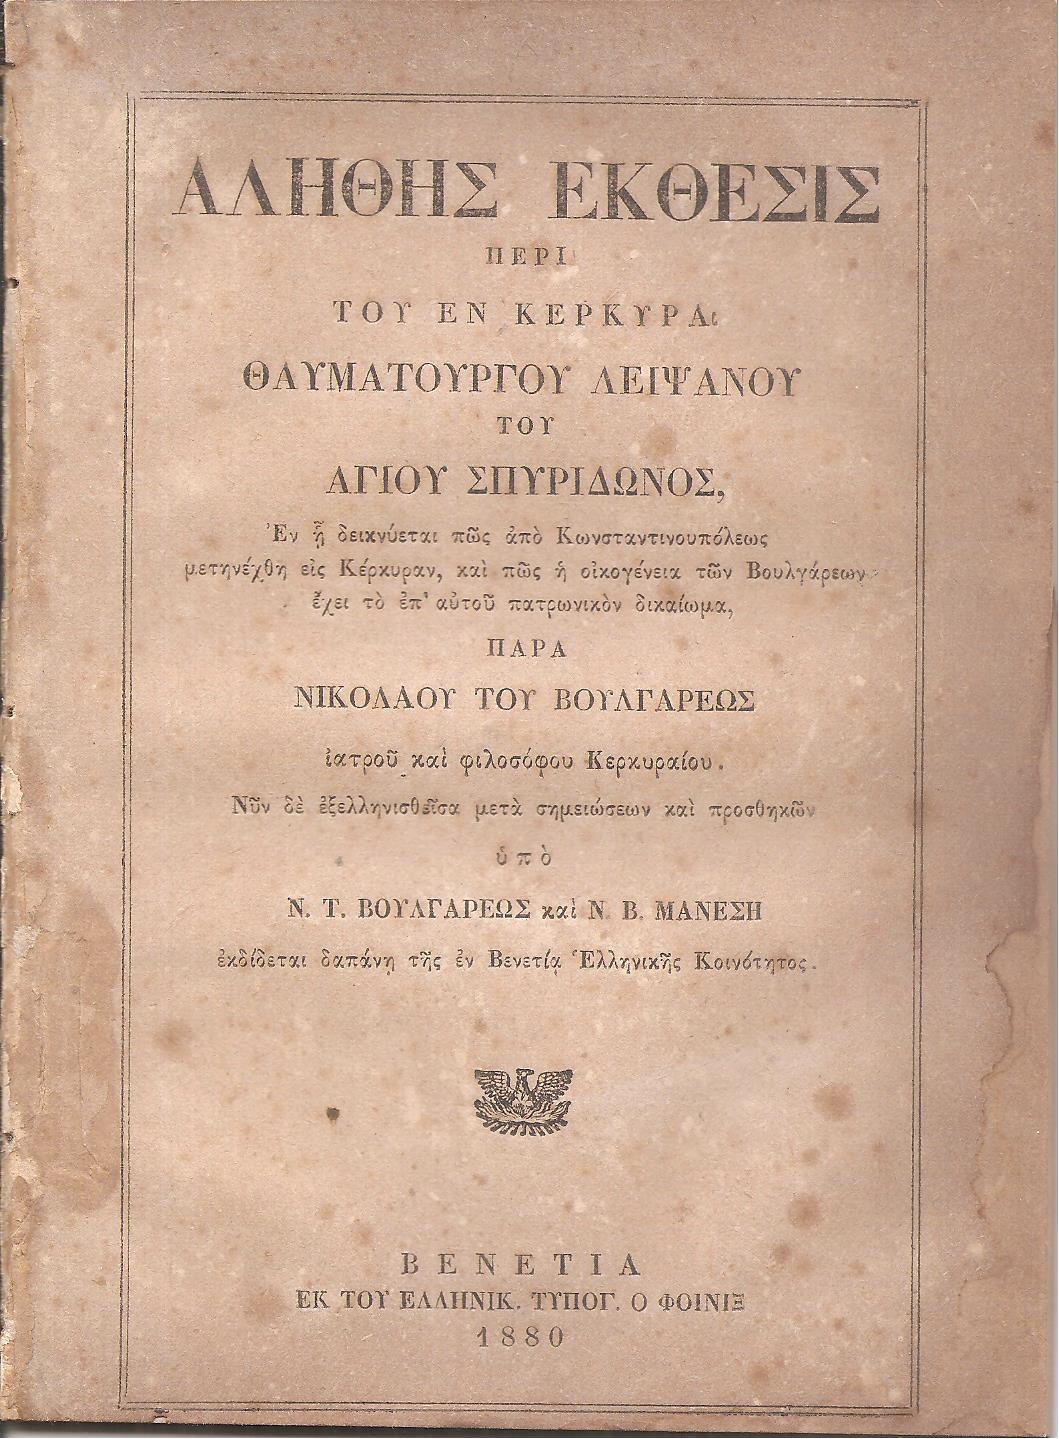 ΑΛΗΘΗΣ ΕΚΘΕΣΙΣ
ΠΕΡΙ
ΤΟΥ ΕΝ ΚΕΡΚΥΡΑι
ΘΑΥΜΑΤΟΥΡΓΟΥ ΛΕΙΨΑΝΟΥ
ΤΟΥ
ΑΓΙΟΥ ΣΠΥΡΙΔΩΝΟΣ,
Ἐν ᾗ δεικνύεται πῶς ἀπὸ Κωνσταντινουπόλεως
μετηνέχθη εἰς Κέρκυραν, καὶ πῶς ἡ οἰκογένεια τῶν Βουλγάρεων
ἔχει τὸ ἐπ' αὐτοῦ πατρωνικὸν δικαίωμα,
ΠΑΡΑ
ΝΙΚΟΛΑΟΥ ΤΟΥ ΒΟΥΛΓΑΡΕΩΣ
ἰατροῦ καὶ φιλοσόφου Κερκυραίου.
Νῦν δὲ ἐξελληνισθεῖσα μετὰ σημειώσεων καὶ προσθηκῶν
ὑπὸ
Ν. Τ. ΒΟΥΛΓΑΡΕΩΣ καὶ Ν. Β. ΜΑΝΕΣΗ
ἐκδίδεται δαπάνῃ τῆς ἐν Βενετίᾳ Ἑλληνικῆς Κοινότητος.
ΒΕΝΕΤΙΑ
ΕΚ ΤΟΥ ΕΛΛΗΝΙΚ. ΤΥΠΟΓ. Ο ΦΟΙΝΙΞ
1880